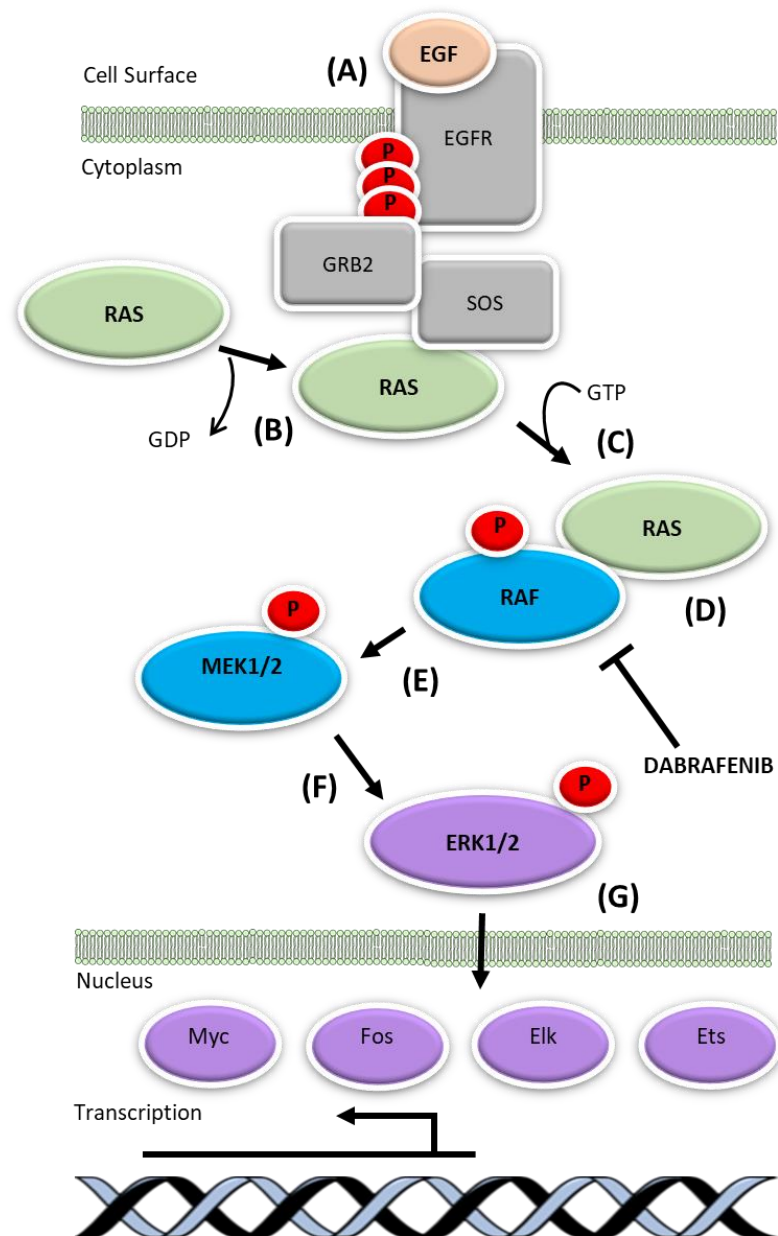 EGF
(A)
Cell Surface
EGFR
Cytoplasm
P
P
P
GRB2
SOS
RAS
RAS
GTP
GDP
(B)
(C)
P
RAS
RAF
P
(D)
MEK1/2
(E)
DABRAFENIB
(F)
P
ERK1/2
(G)
Nucleus
Myc
Fos
Elk
Ets
Transcription